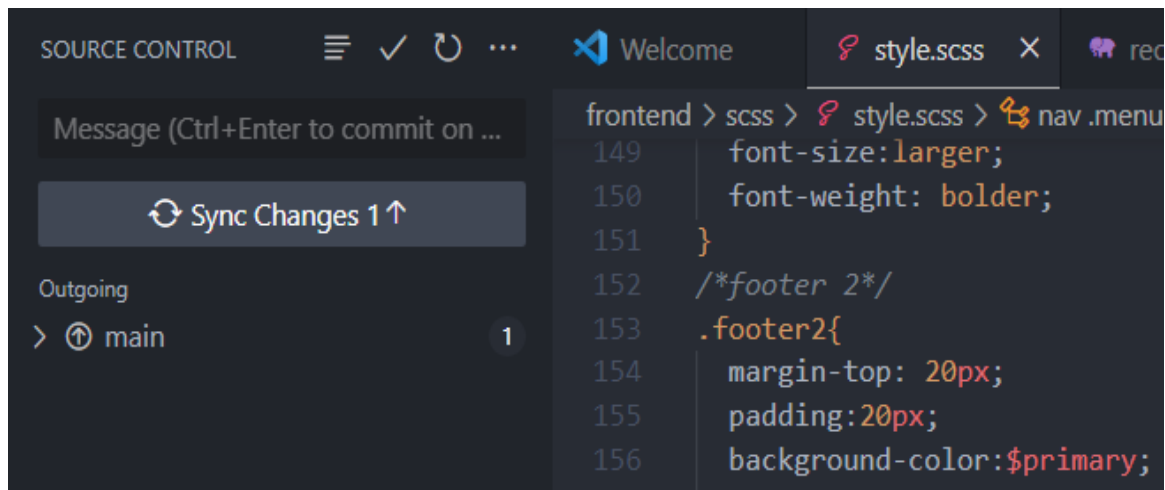 SOURCE CONTROL
Message (Ctrl+Enter to commit on ...
Sync Changes 1↑
Outgoing
main 1
Welcome style.scss rec
frontend > scss > style.scss > nav .menu
149 font-size:larger;
150 font-weight: bolder;
151 }
152 /*footer 2*/
153 .footer2{
154 margin-top: 20px;
155 padding:20px;
156 background-color:$primary;